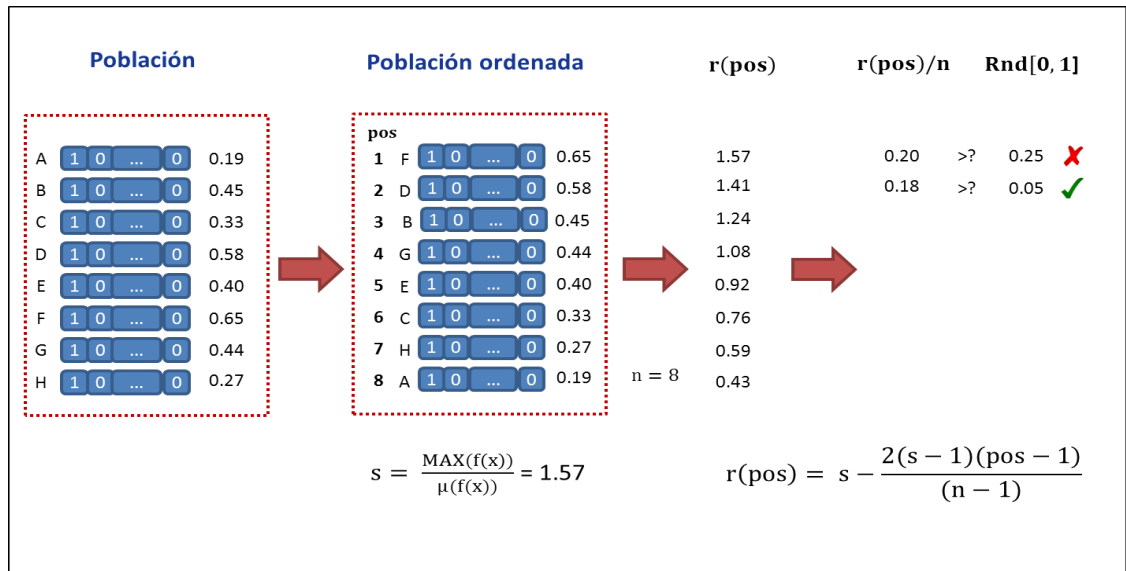 Población
Población ordenada
r(pos)
r(pos)/n
Rnd[0, 1]
A 1 0 ... 0 0.19
B 1 0 ... 0 0.45
C 1 0 ... 0 0.33
D 1 0 ... 0 0.58
E 1 0 ... 0 0.40
F 1 0 ... 0 0.65
G 1 0 ... 0 0.44
H 1 0 ... 0 0.27
pos
1 F 1 0 ... 0 0.65
2 D 1 0 ... 0 0.58
3 B 1 0 ... 0 0.45
4 G 1 0 ... 0 0.44
5 E 1 0 ... 0 0.40
6 C 1 0 ... 0 0.33
7 H 1 0 ... 0 0.27
8 A 1 0 ... 0 0.19
n = 8
1.57
1.41
1.24
1.08
0.92
0.76
0.59
0.43
0.20 >? 0.25 ✘
0.18 >? 0.05 ✓
s = MAX(f(x)) / μ(f(x)) = 1.57
r(pos) = s − 2(s − 1)(pos − 1) / (n − 1)